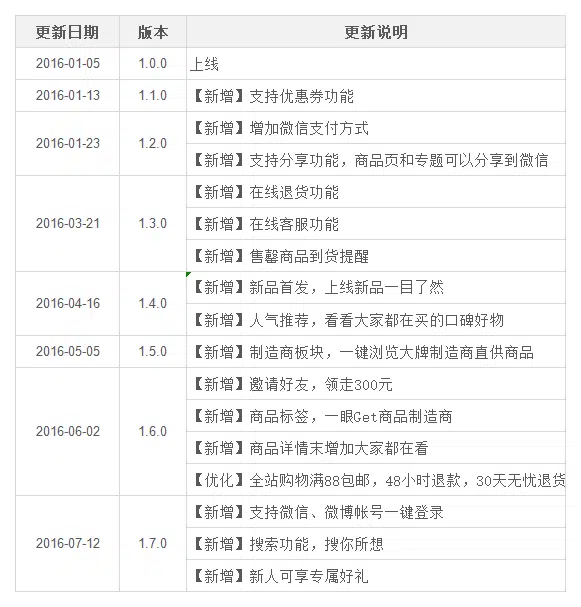 更新日期 版本 更新说明
2016-01-05 1.0.0 上线
2016-01-13 1.1.0 【新增】支持优惠券功能
2016-01-23 1.2.0 【新增】增加微信支付方式
【新增】支持分享功能，商品页和专题可以分享到微信
2016-03-21 1.3.0 【新增】在线退货功能
【新增】在线客服功能
【新增】售罄商品到货提醒
2016-04-16 1.4.0 【新增】新品首发，上线新品一目了然
【新增】人气推荐，看看大家都在买的口碑好物
2016-05-05 1.5.0 【新增】制造商板块，一键浏览大牌制造商直供商品
2016-06-02 1.6.0 【新增】邀请好友，领走300元
【新增】商品标签，一眼Get商品制造商
【新增】商品详情末增加大家都在看
【优化】全站购物满88包邮，48小时退款，30天无忧退货
2016-07-12 1.7.0 【新增】支持微信、微博帐号一键登录
【新增】搜索功能，搜你所想
【新增】新人可享专属好礼